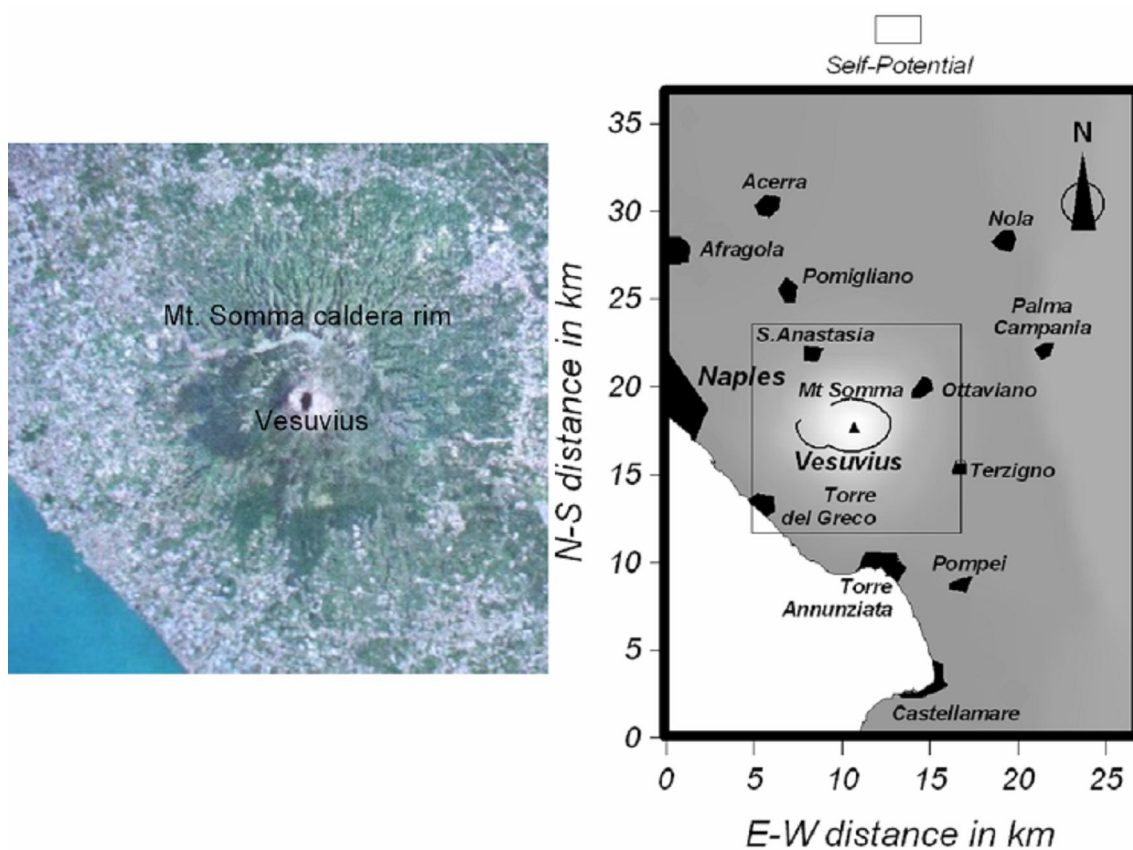 Mt. Somma caldera rim
Vesuvius
Self-Potential
N-S distance in km
35
30
25
20
15
10
5
0
N
Acerra
Nola
Afragola
Pomigliano
Palma
Campania
S.Anastasia
Naples
Mt Somma
Ottaviano
Vesuvius
Terzigno
Torre
del Greco
Pompei
Torre
Annunziata
Castellamare
0 5 10 15 20 25
E-W distance in km